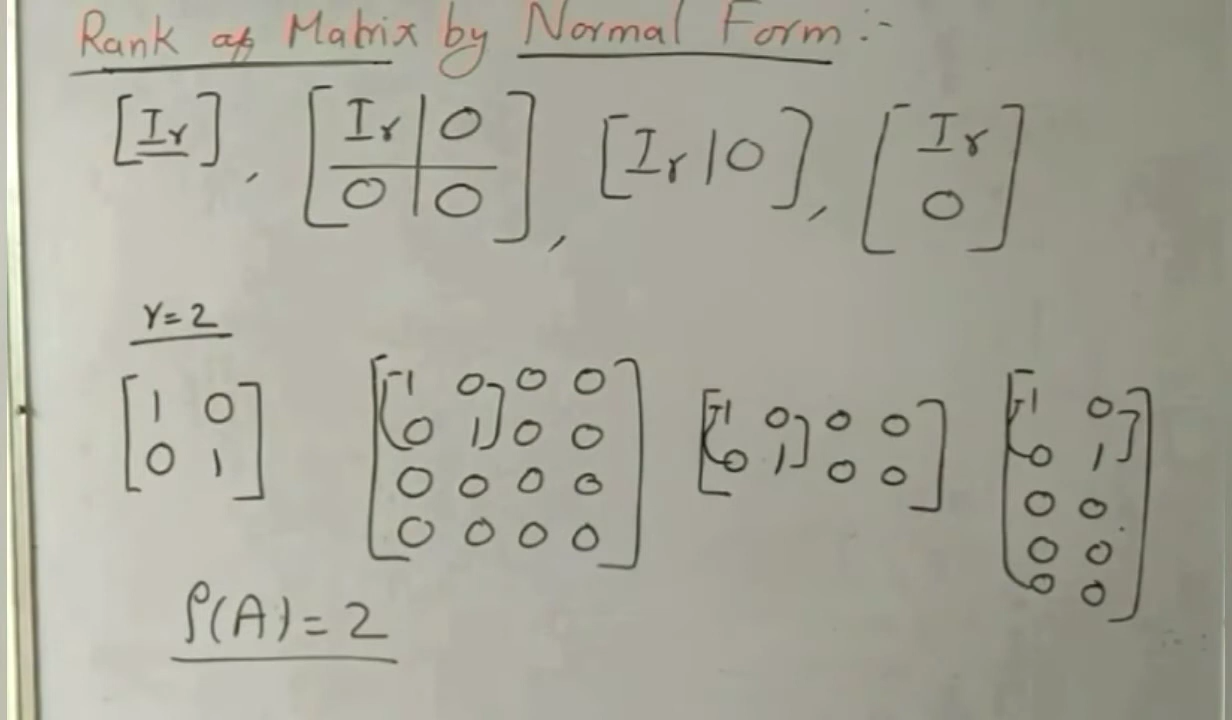 Rank of Matrix by Normal Form :-
[Ir] , [Ir | 0
0 | 0] , [Ir | 0] , [Ir
0]
r=2
[1 0
0 1]
[1 0 0 0
0 1 0 0
0 0 0 0
0 0 0 0]
[1 0 0 0
0 1 0 0]
[1 0
0 1
0 0
0 0
0 0]
ρ(A) = 2